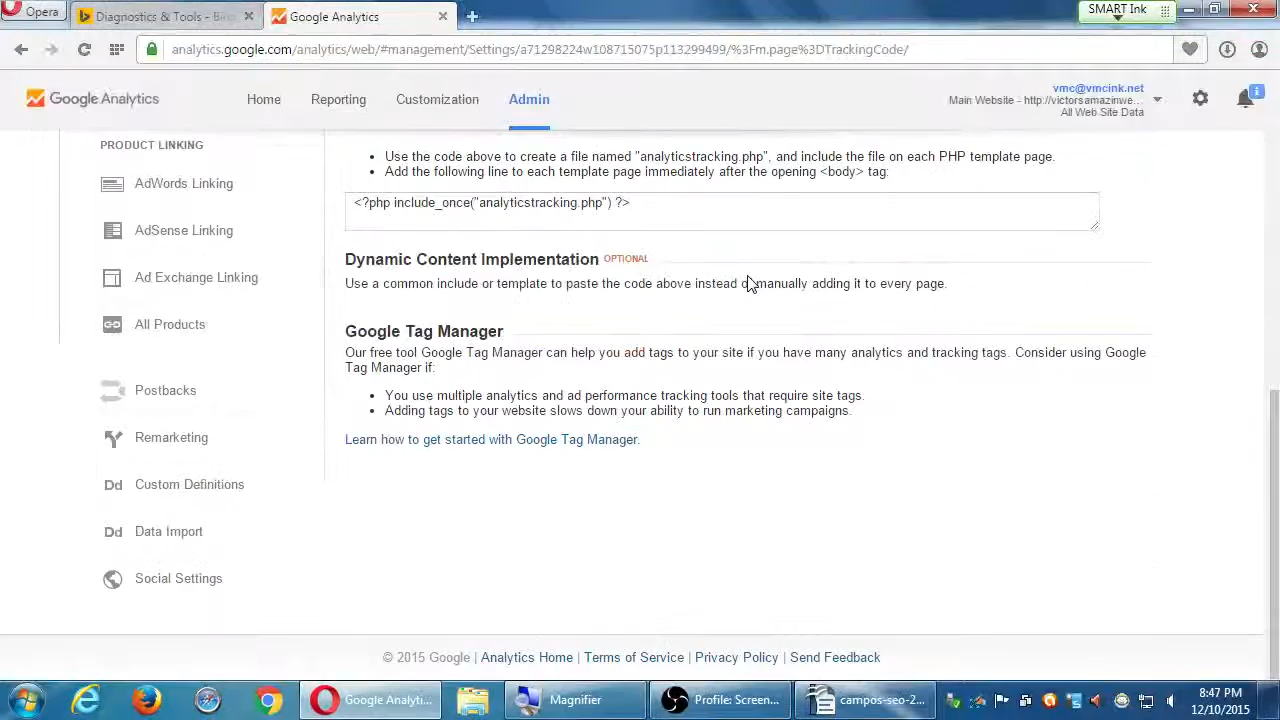 Opera
Diagnostics & Tools - Bin
Google Analytics
SMART Ink
analytics.google.com/analytics/web/#management/Settings/a71298224w108715075p113299499/%3Fm.page%3DTrackingCode/
Google Analytics
Home
Reporting
Customization
Admin
vmc@vmcink.net
Main Website - http://victorsamazinwe...
All Web Site Data
PRODUCT LINKING
AdWords Linking
AdSense Linking
Ad Exchange Linking
All Products
Postbacks
Remarketing
Dd Custom Definitions
Dd Data Import
Social Settings
Use the code above to create a file named "analyticstracking.php", and include the file on each PHP template page.
Add the following line to each template page immediately after the opening <body> tag:
<?php include_once("analyticstracking.php") ?>
Dynamic Content Implementation OPTIONAL
Use a common include or template to paste the code above instead of manually adding it to every page.
Google Tag Manager
Our free tool Google Tag Manager can help you add tags to your site if you have many analytics and tracking tags. Consider using Google
Tag Manager if:
You use multiple analytics and ad performance tracking tools that require site tags.
Adding tags to your website slows down your ability to run marketing campaigns.
Learn how to get started with Google Tag Manager.
© 2015 Google | Analytics Home | Terms of Service | Privacy Policy | Send Feedback
Google Analyti...
Magnifier
Profile: Screen...
campos-seo-2...
8:47 PM
12/10/2015